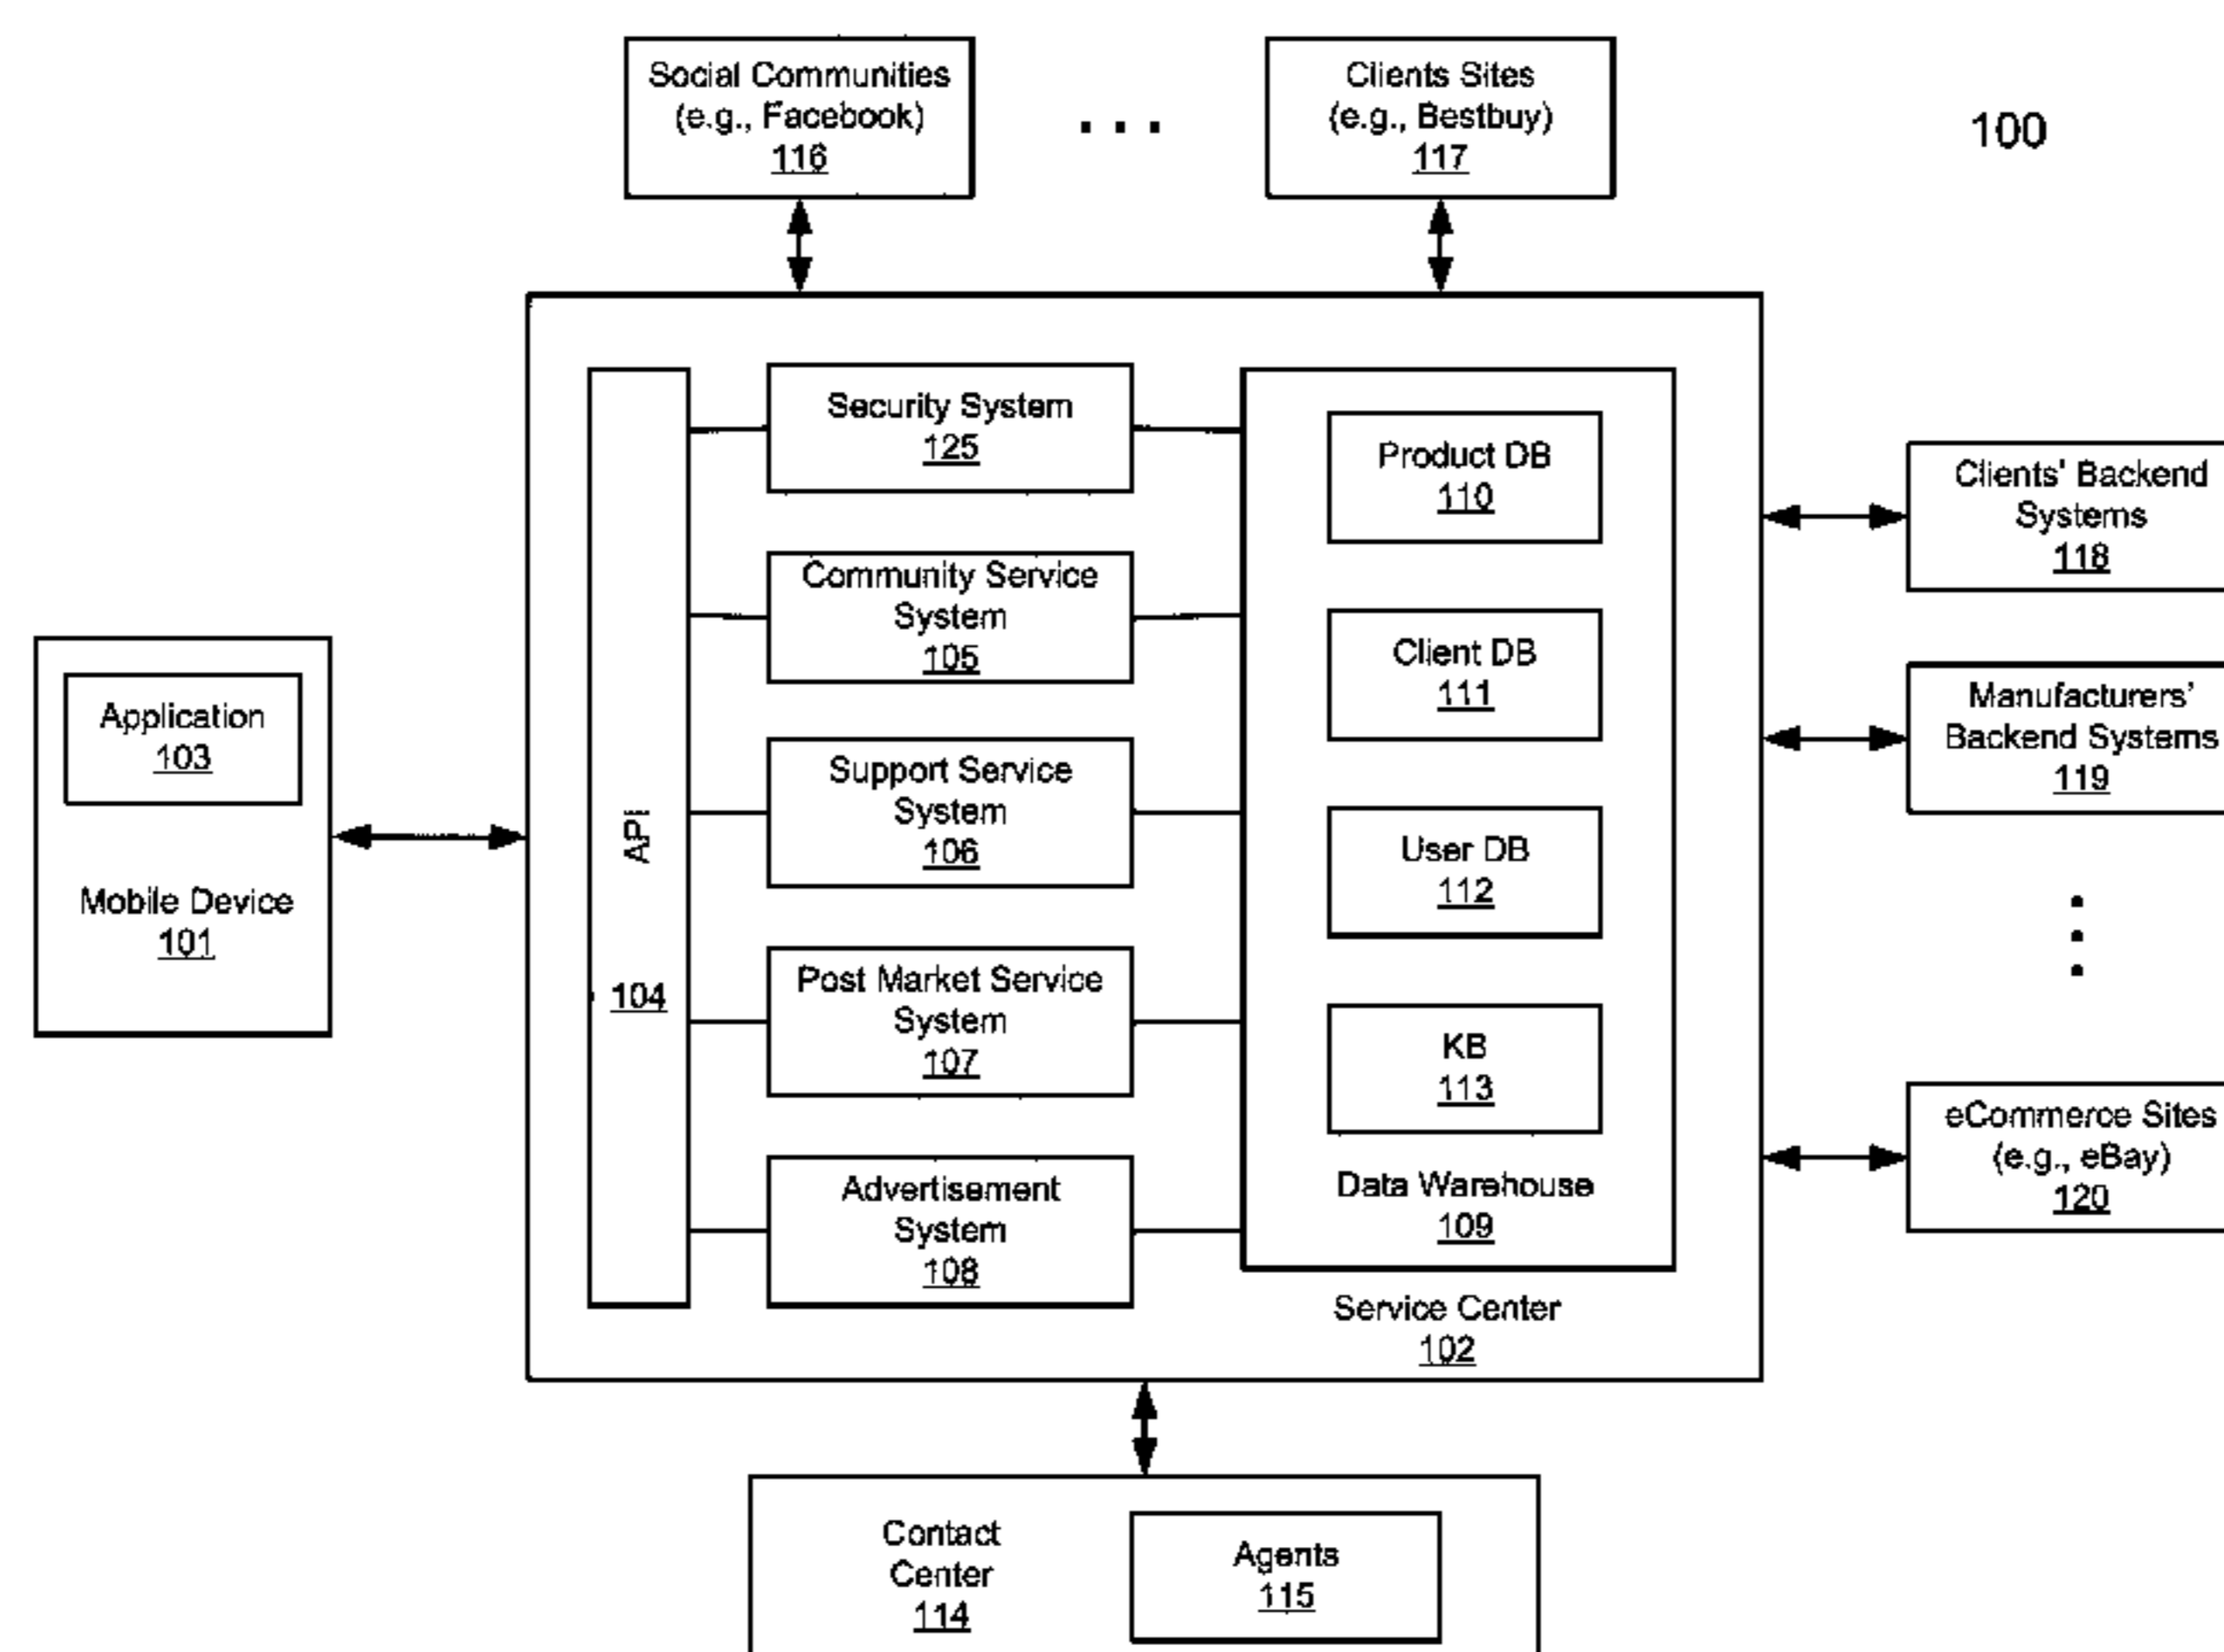 Social Communities
(e.g., Facebook)
116
. . .
Clients Sites
(e.g., Bestbuy)
117
100
Application
103
Mobile Device
101
API
104
Security System
125
Community Service
System
105
Support Service
System
106
Post Market Service
System
107
Advertisement
System
108
Product DB
110
Client DB
111
User DB
112
KB
113
Data Warehouse
109
Service Center
102
Clients' Backend
Systems
118
Manufacturers'
Backend Systems
119
eCommerce Sites
(e.g., eBay)
120
Contact
Center
114
Agents
115